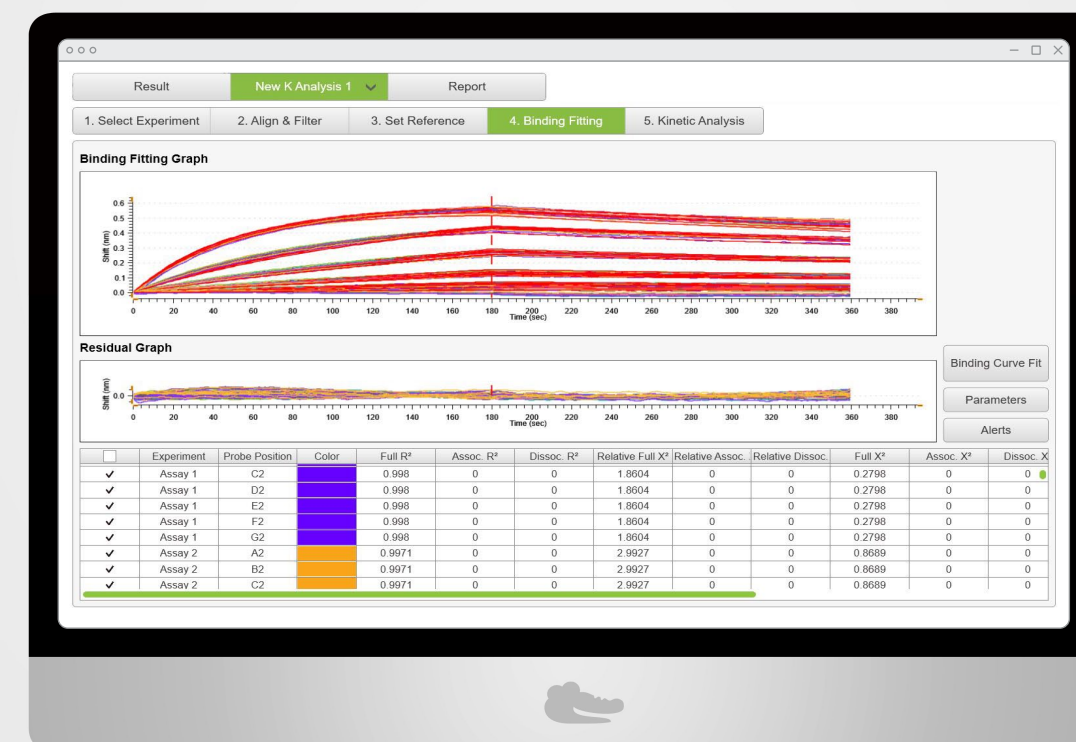 Result New K Analysis 1 Report
1. Select Experiment 2. Align & Filter 3. Set Reference 4. Binding Fitting 5. Kinetic Analysis
Binding Fitting Graph
Shift (nm)
0.6
0.5
0.4
0.3
0.2
0.1
0.0
0 20 40 60 80 100 120 140 160 180 200 220 240 260 280 300 320 340 360 380
Time (sec)
Residual Graph
Shift (nm)
0.0
0 20 40 60 80 100 120 140 160 180 200 220 240 260 280 300 320 340 360 380
Time (sec)
Binding Curve Fit
Parameters
Alerts
Experiment Probe Position Color Full R² Assoc. R² Dissoc. R² Relative Full X² Relative Assoc. Relative Dissoc. Full X² Assoc. X² Dissoc. X
Assay 1 C2 0.998 0 0 1.8604 0 0 0.2798 0 0
Assay 1 D2 0.998 0 0 1.8604 0 0 0.2798 0 0
Assay 1 E2 0.998 0 0 1.8604 0 0 0.2798 0 0
Assay 1 F2 0.998 0 0 1.8604 0 0 0.2798 0 0
Assay 1 G2 0.998 0 0 1.8604 0 0 0.2798 0 0
Assay 2 A2 0.9971 0 0 2.9927 0 0 0.8689 0 0
Assay 2 B2 0.9971 0 0 2.9927 0 0 0.8689 0 0
Assay 2 C2 0.9971 0 0 2.9927 0 0 0.8689 0 0